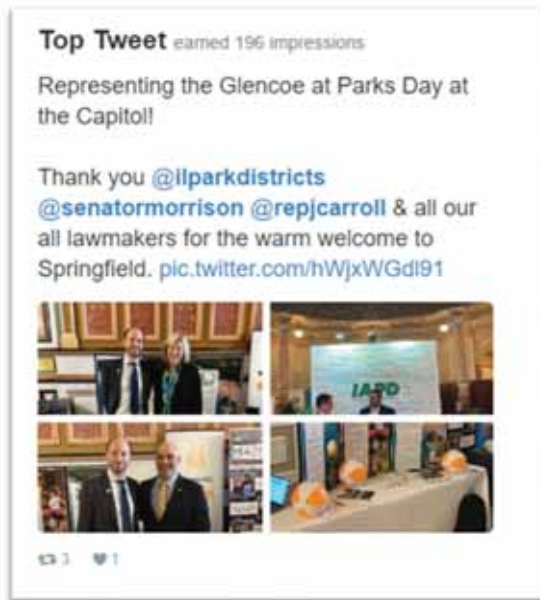 Top Tweet earned 196 impressions
Representing the Glencoe at Parks Day at
the Capitol!
Thank you @ilparkdistricts
@senatormorrison @repjcarroll & all our
all lawmakers for the warm welcome to
Springfield. pic.twitter.com/hWjxWGdl91
IAPD
3 1